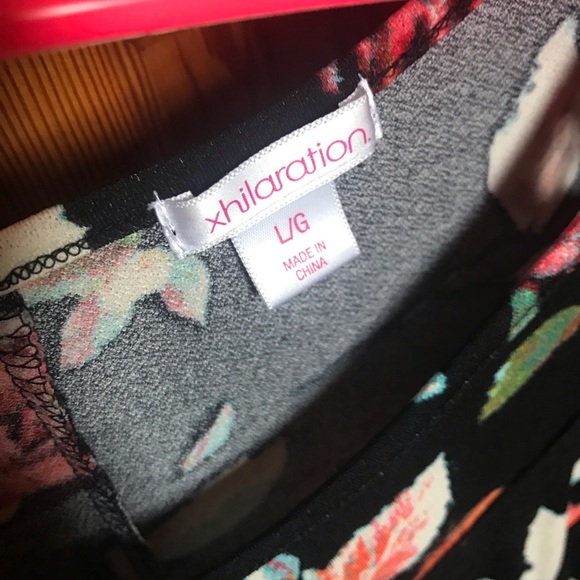 xhilaration.
L/G
MADE IN
CHINA